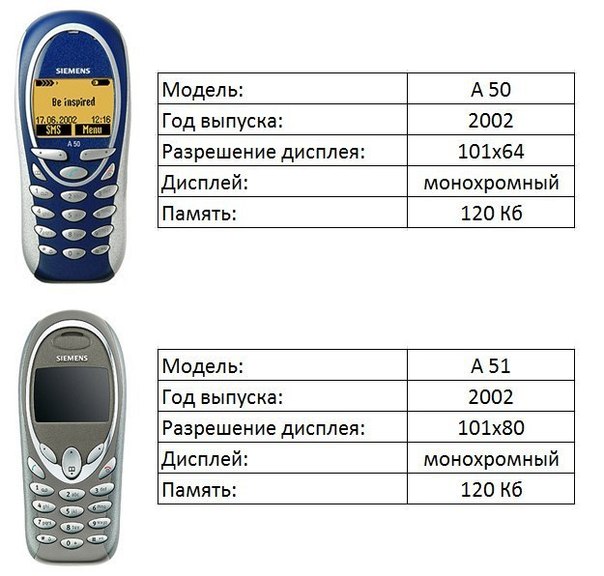 SIEMENS
Be inspired
17.06.2002 12:16
SMS Menu
A 50
Модель: A 50
Год выпуска: 2002
Разрешение дисплея: 101x64
Дисплей: монохромный
Память: 120 Кб
SIEMENS
Модель: A 51
Год выпуска: 2002
Разрешение дисплея: 101x80
Дисплей: монохромный
Память: 120 Кб